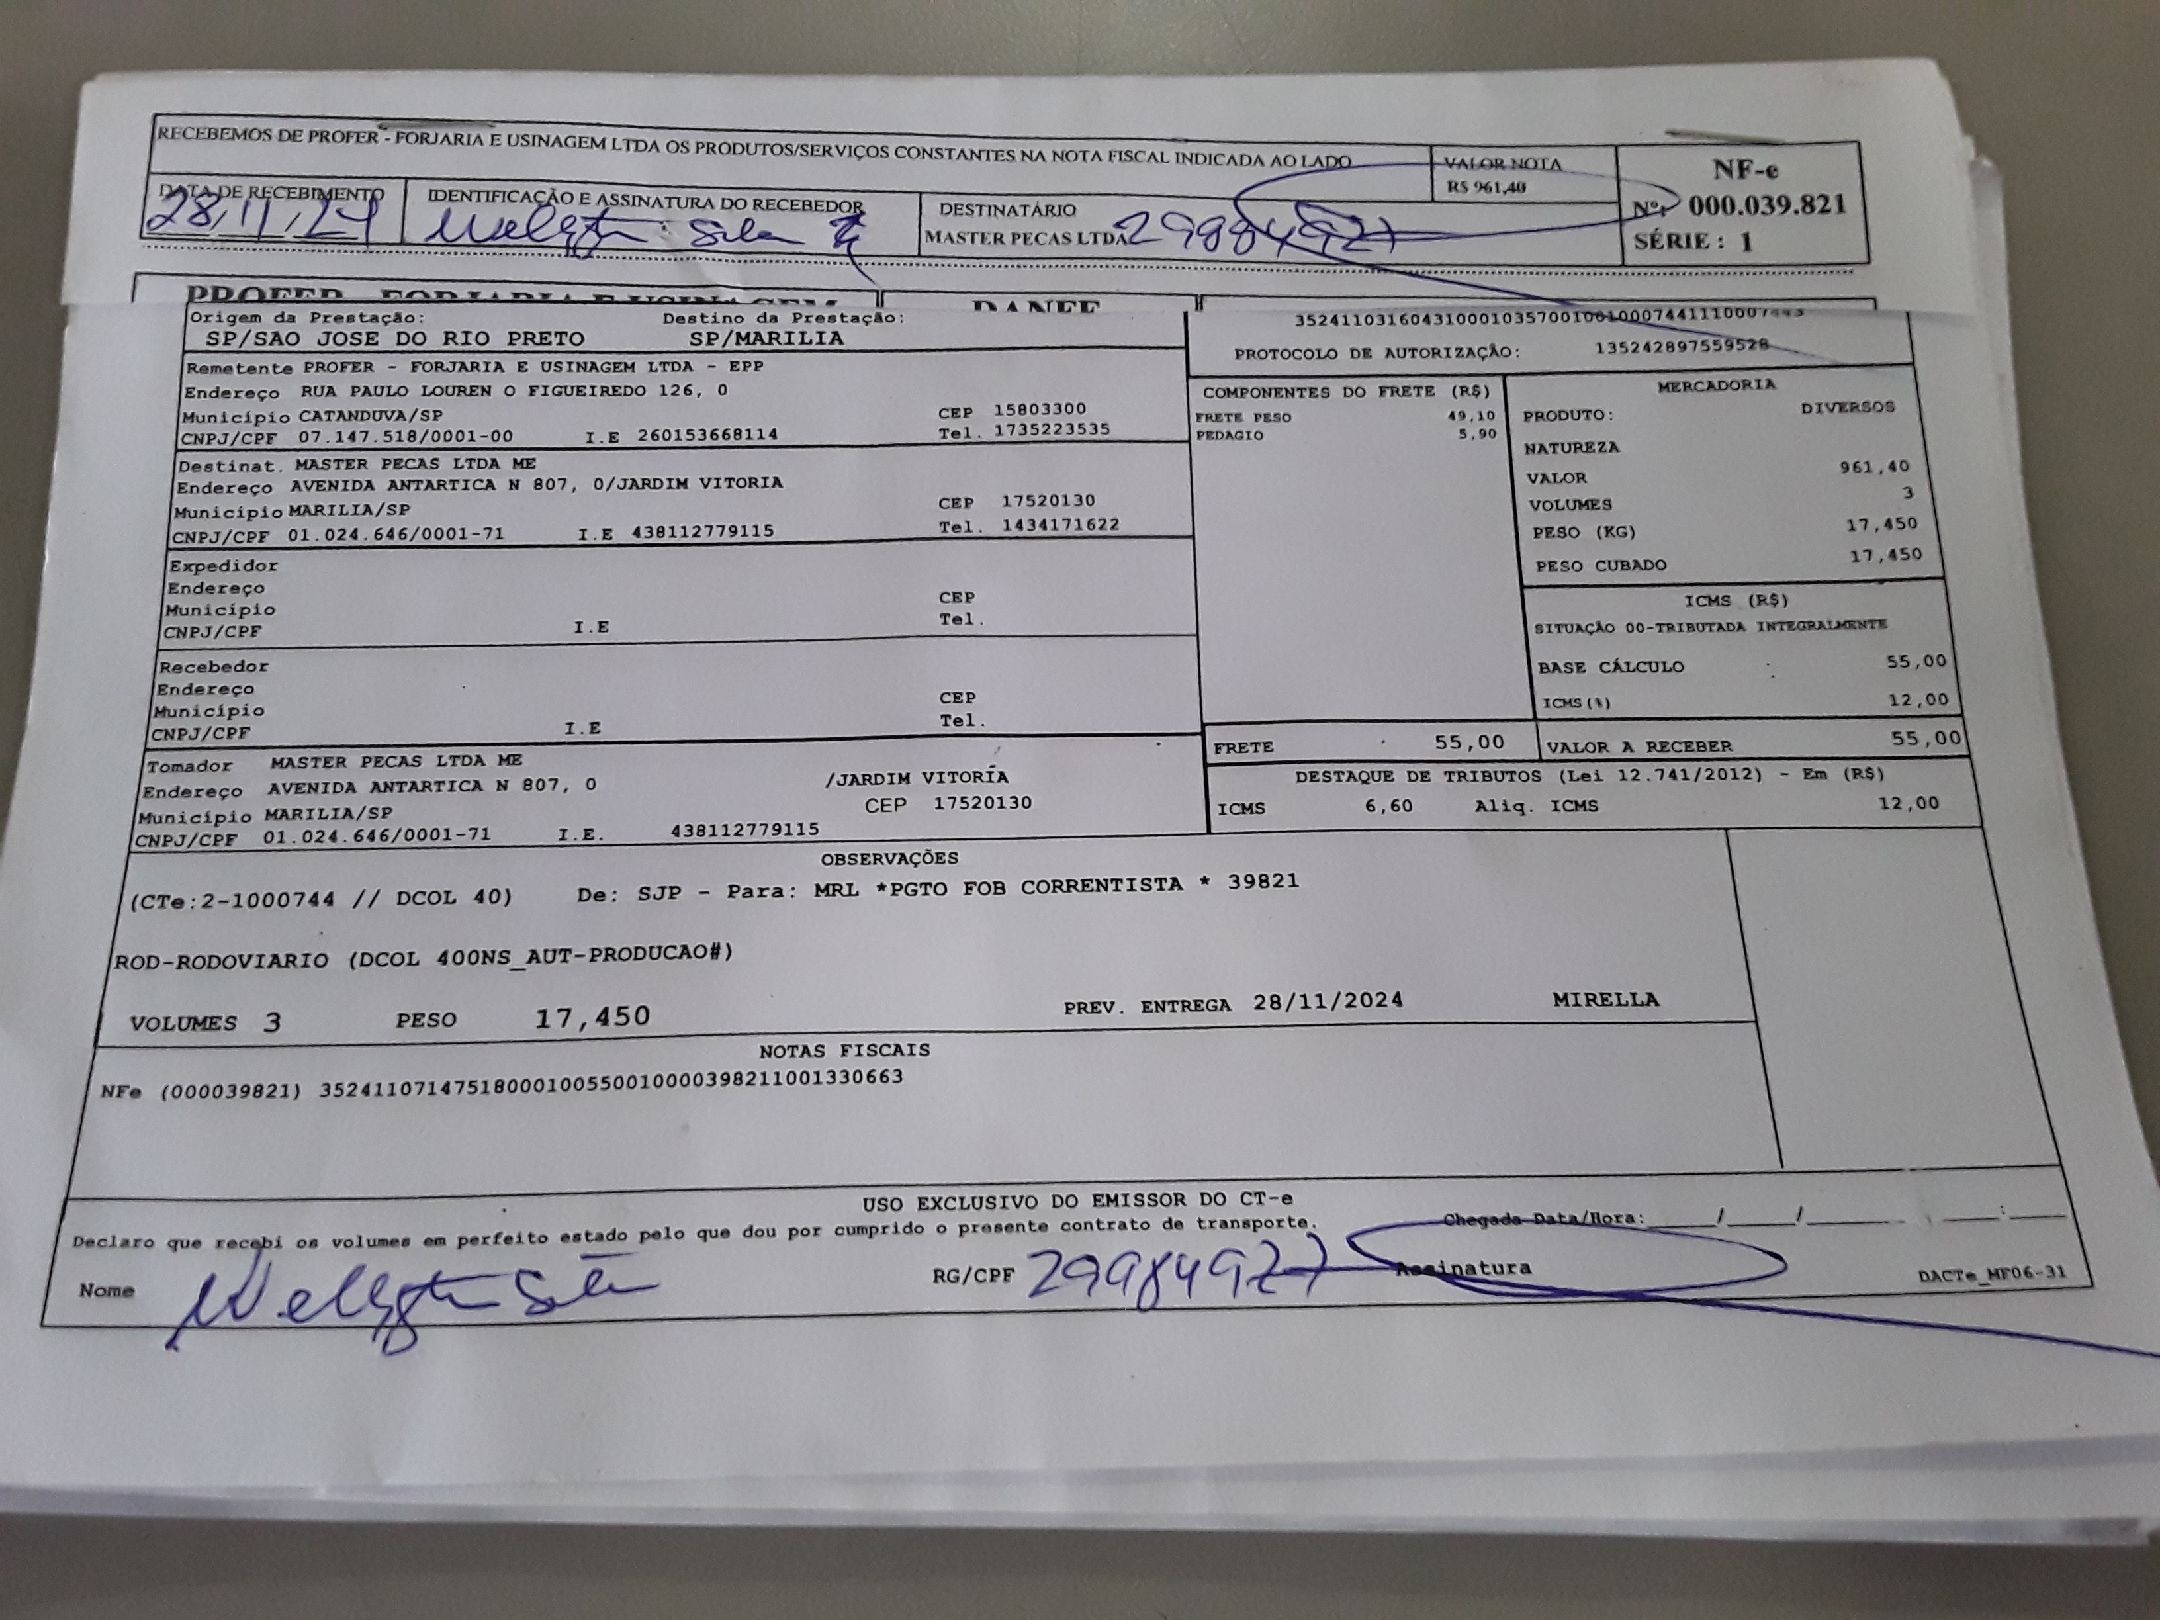 RECEBEMOS DE PROFER - FORJARIA E USINAGEM LTDA OS PRODUTOS/SERVIÇOS CONSTANTES NA NOTA FISCAL INDICADA AO LADO
VALOR NOTA
R$ 961,40
NF-e
Nº: 000.039.821
SÉRIE : 1
DATA DE RECEBIMENTO
28/11/24
IDENTIFICAÇÃO E ASSINATURA DO RECEBEDOR
DESTINATÁRIO
MASTER PECAS LTDA 29984927
PROFER - FORJARIA E USINAGEM
DANFE
Origem da Prestação: Destino da Prestação:
SP/SAO JOSE DO RIO PRETO SP/MARILIA
PROTOCOLO DE AUTORIZAÇÃO: 135242897559528
Remetente PROFER - FORJARIA E USINAGEM LTDA - EPP
Endereço RUA PAULO LOUREN O FIGUEIREDO 126, 0
Município CATANDUVA/SP CEP 15803300
CNPJ/CPF 07.147.518/0001-00 I.E 260153668114 Tel. 1735223535
Destinat. MASTER PECAS LTDA ME
Endereço AVENIDA ANTARTICA N 807, 0/JARDIM VITORIA
Município MARILIA/SP CEP 17520130
CNPJ/CPF 01.024.646/0001-71 I.E 438112779115 Tel. 1434171622
Expedidor
Endereço
Município CEP
CNPJ/CPF I.E Tel.
Recebedor
Endereço
Município CEP
CNPJ/CPF I.E Tel.
Tomador MASTER PECAS LTDA ME
Endereço AVENIDA ANTARTICA N 807, 0 /JARDIM VITORIA
Município MARILIA/SP CEP 17520130
CNPJ/CPF 01.024.646/0001-71 I.E. 438112779115
COMPONENTES DO FRETE (R$)
FRETE PESO 49,10
PEDAGIO 5,90
MERCADORIA
PRODUTO: DIVERSOS
NATUREZA
VALOR 961,40
VOLUMES 3
PESO (KG) 17,450
PESO CUBADO 17,450
ICMS (R$)
SITUAÇÃO 00-TRIBUTADA INTEGRALMENTE
BASE CÁLCULO 55,00
ICMS(%) 12,00
FRETE 55,00 VALOR A RECEBER 55,00
DESTAQUE DE TRIBUTOS (Lei 12.741/2012) - Em (R$)
ICMS 6,60 Aliq. ICMS 12,00
OBSERVAÇÕES
(CTe:2-1000744 // DCOL 40) De: SJP - Para: MRL *PGTO FOB CORRENTISTA * 39821
ROD-RODOVIARIO (DCOL 400NS_AUT-PRODUCAO#)
VOLUMES 3 PESO 17,450 PREV. ENTREGA 28/11/2024 MIRELLA
NOTAS FISCAIS
NFe (000039821) 35241107147518000100550010000398211001330663
USO EXCLUSIVO DO EMISSOR DO CT-e
Declaro que recebi os volumes em perfeito estado pelo que dou por cumprido o presente contrato de transporte. Chegada Data/Hora: / / :
Nome RG/CPF 29984927 Assinatura DACTe_MF06-31